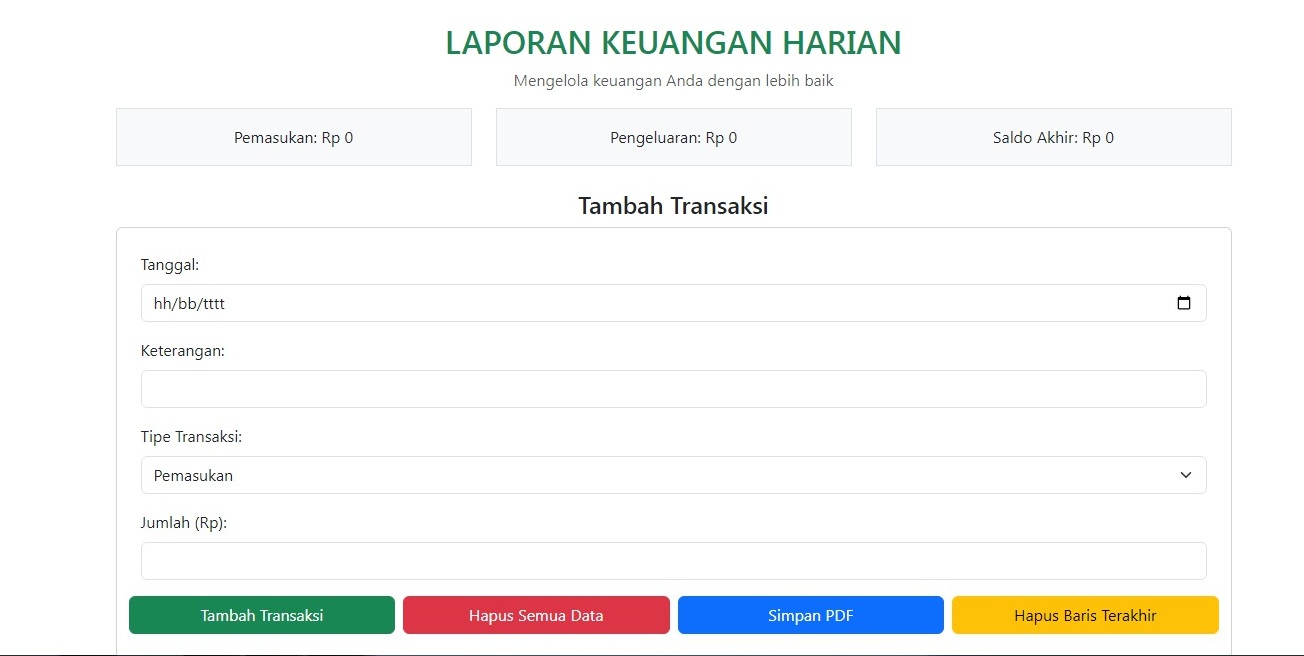 LAPORAN KEUANGAN HARIAN
Mengelola keuangan Anda dengan lebih baik
Pemasukan: Rp 0
Pengeluaran: Rp 0
Saldo Akhir: Rp 0
Tambah Transaksi
Tanggal:
hh/bb/tttt
Keterangan:
Tipe Transaksi:
Pemasukan
Jumlah (Rp):
Tambah Transaksi
Hapus Semua Data
Simpan PDF
Hapus Baris Terakhir